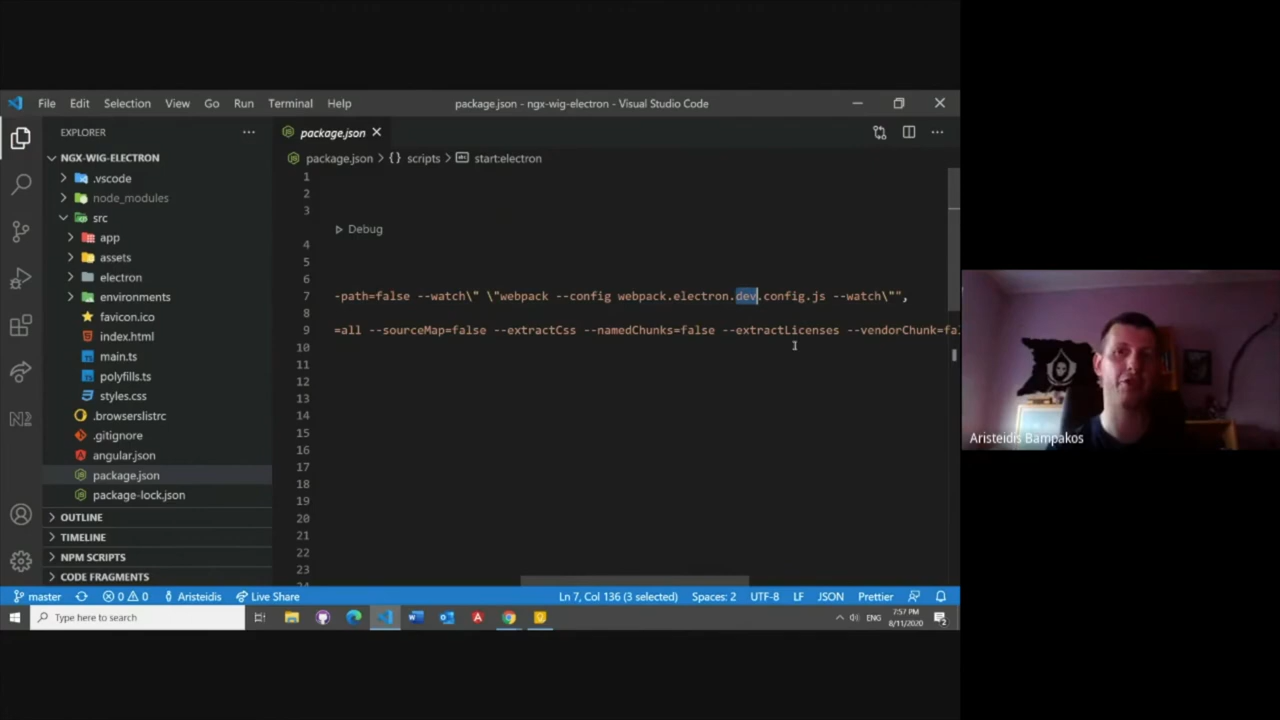 File Edit Selection View Go Run Terminal Help package.json - ngx-wig-electron - Visual Studio Code
EXPLORER
package.json
NGX-WIG-ELECTRON
package.json > {} scripts > start:electron
.vscode
node_modules
src
app
assets
electron
environments
favicon.ico
index.html
main.ts
polyfills.ts
styles.css
.browserslistrc
.gitignore
angular.json
package.json
package-lock.json
OUTLINE
TIMELINE
NPM SCRIPTS
CODE FRAGMENTS
1
2
3
Debug
4
5
6
7 -path=false --watch\" \"webpack --config webpack.electron.dev.config.js --watch\"",
8
9 =all --sourceMap=false --extractCss --namedChunks=false --extractLicenses --vendorChunk=fal
10
11
12
13
14
15
16
17
18
19
20
21
22
23
24
Aristeidis Bampakos
master 0 0 Aristeidis Live Share Ln 7, Col 136 (3 selected) Spaces: 2 UTF-8 LF JSON Prettier
Type here to search
ENG
7:57 PM
8/11/2020
2